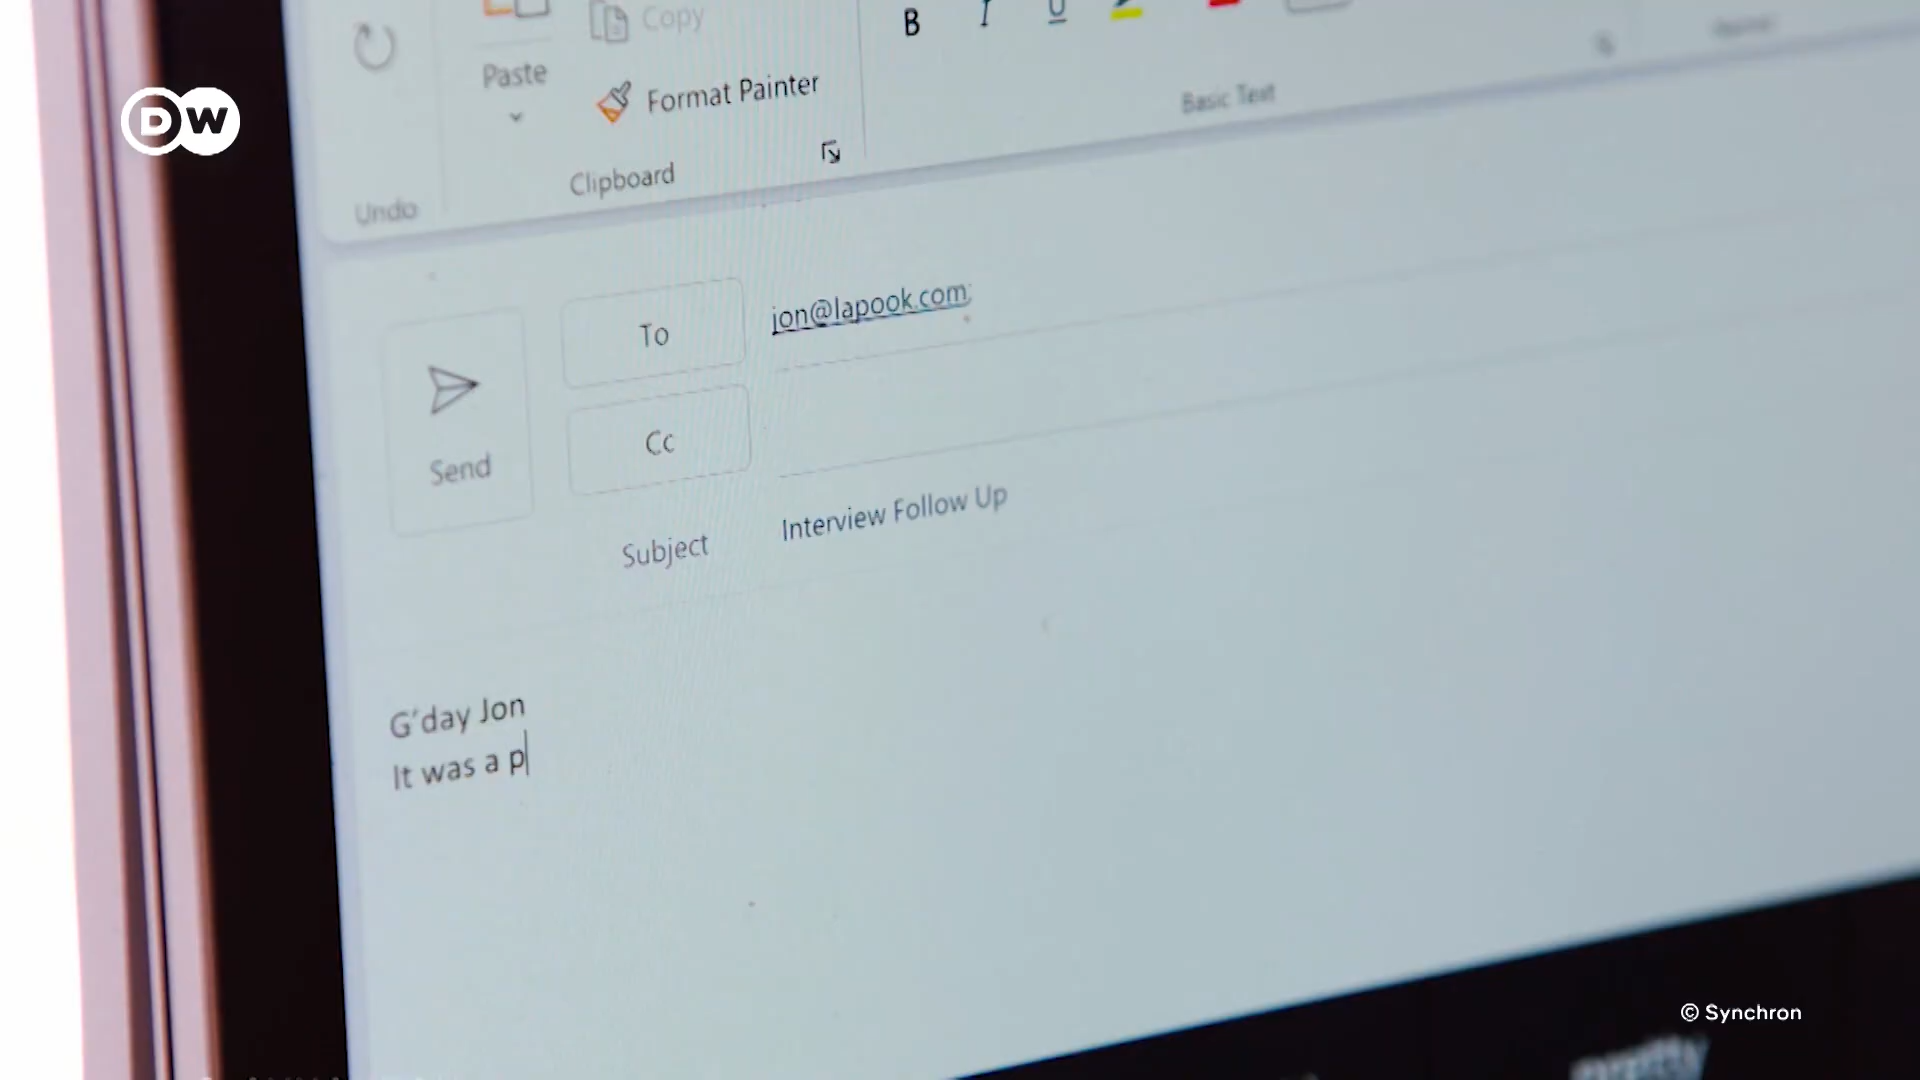 Copy
B I U
Paste
Format Painter
Basic Text
DW
Clipboard
Undo
To
jon@lapook.com;
Cc
Send
Subject
Interview Follow Up
G'day Jon
It was a p
© Synchron
pretty